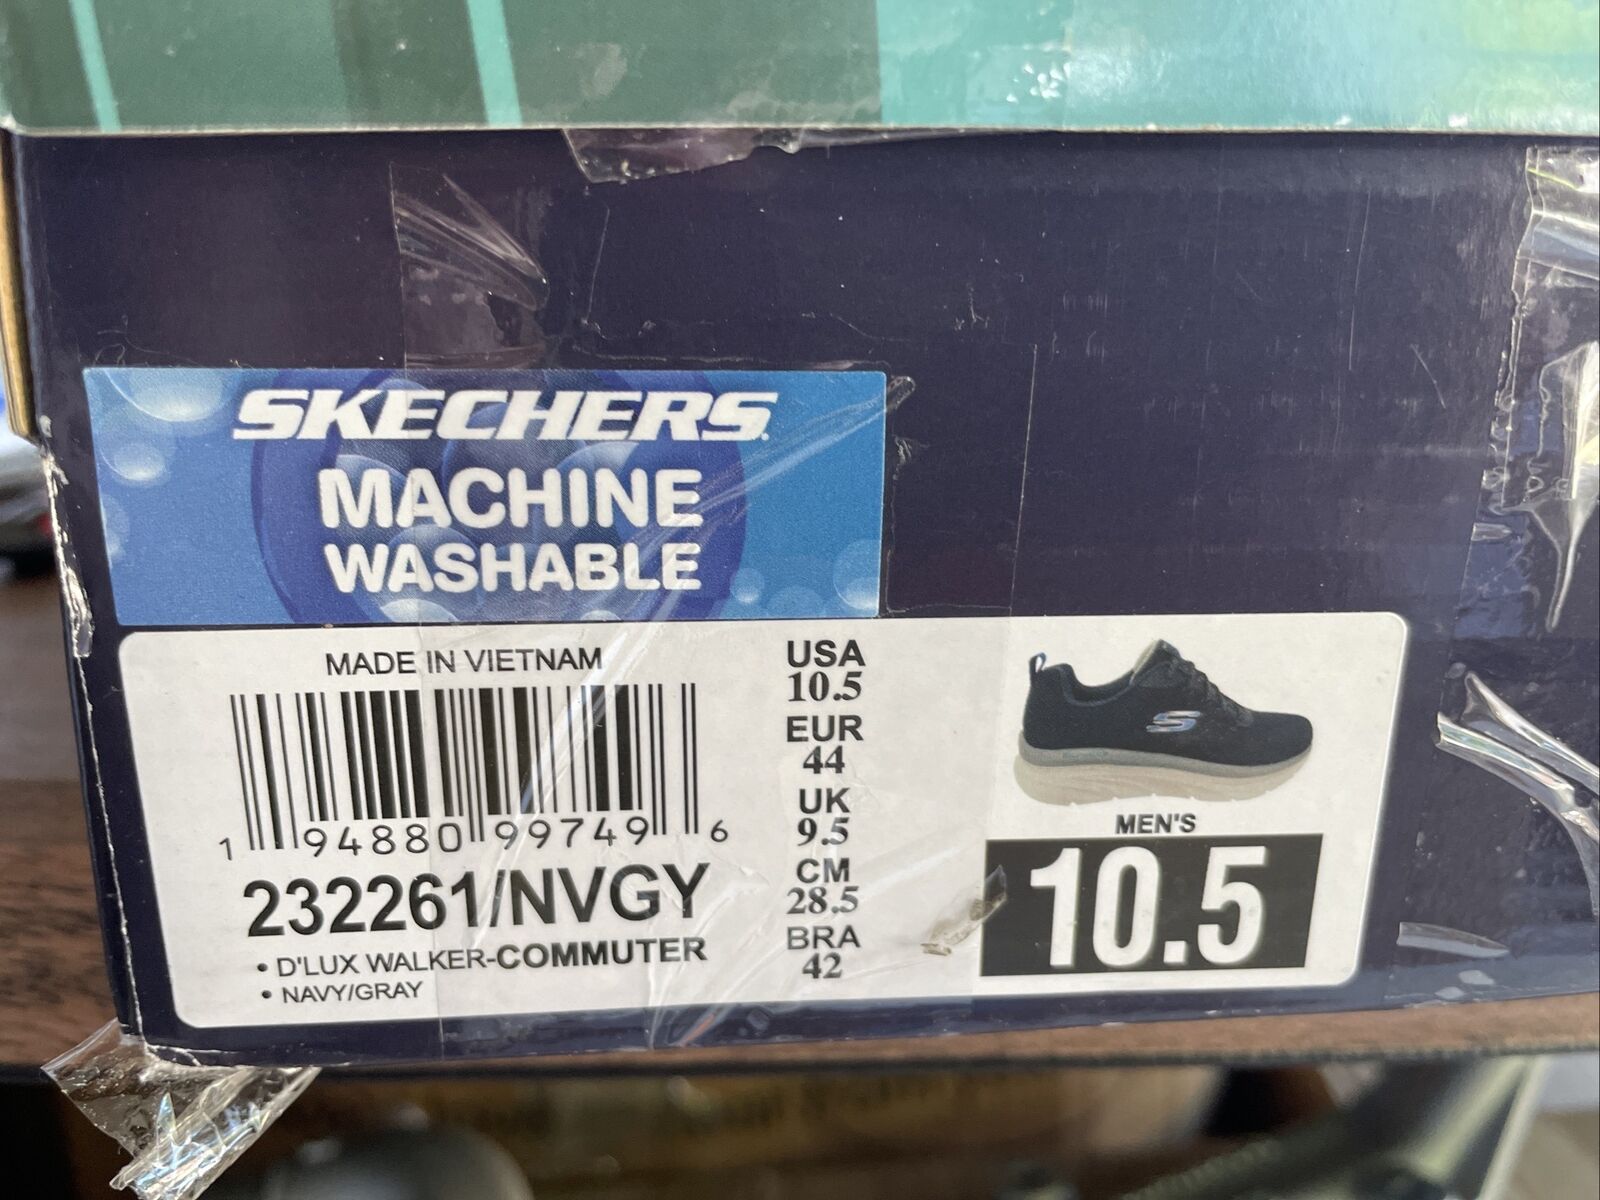 SKECHERS
MACHINE
WASHABLE
MADE IN VIETNAM
1 94880 99749 6
232261/NVGY
• D'LUX WALKER-COMMUTER
• NAVY/GRAY
USA
10.5
EUR
44
UK
9.5
CM
28.5
BRA
42
S
MEN'S
10.5